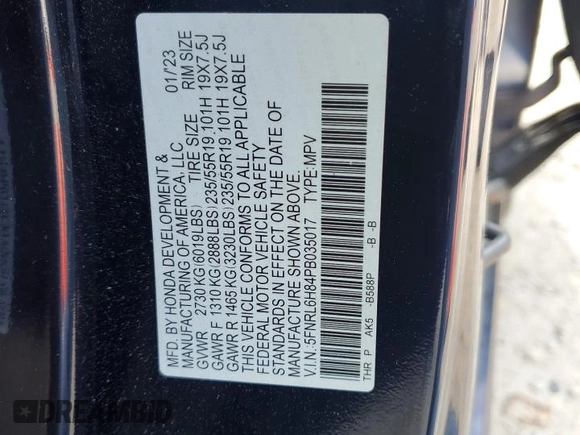 MFD. BY HONDA DEVELOPMENT & 01/23
MANUFACTURING OF AMERICA, LLC
TIRE SIZE RIM SIZE
GVWR 2730 KG(6019LBS)
GAWR F 1310 KG(2888LBS) 235/55R19 101H 19X7.5J
GAWR R 1465 KG(3230LBS) 235/55R19 101H 19X7.5J
THIS VEHICLE CONFORMS TO ALL APPLICABLE
FEDERAL MOTOR VEHICLE SAFETY
STANDARDS IN EFFECT ON THE DATE OF
MANUFACTURE SHOWN ABOVE.
V.I.N. 5FNRL6H84PB035017 TYPE:MPV
THR P AK5 -B588P -B -B
DREAMBID